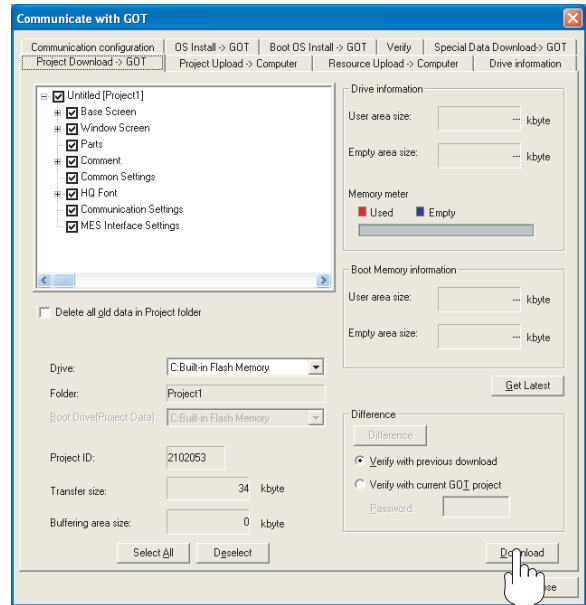 Communicate with GOT
Communication configuration OS Install -> GOT Boot OS Install -> GOT Verify Special Data Download-> GOT
Project Download -> GOT Project Upload -> Computer Resource Upload -> Computer Drive information
Untitled [Project1]
Base Screen
Window Screen
Parts
Comment
Common Settings
HQ Font
Communication Settings
MES Interface Settings
Delete all old data in Project folder
Drive: C:Built-in Flash Memory
Folder: Project1
Boot Drive(Project Data) : C:Built-in Flash Memory
Project ID: 2102053
Transfer size: 34 kbyte
Buffering area size: 0 kbyte
Select All Deselect
Drive information
User area size: --- kbyte
Empty area size: --- kbyte
Memory meter
Used Empty
Boot Memory information
User area size: --- kbyte
Empty area size: --- kbyte
Get Latest
Difference
Difference
Verify with previous download
Verify with current GOT project
Password: